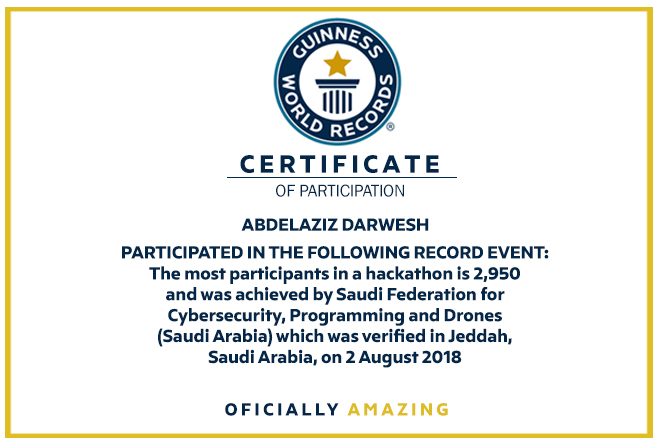 GUINNESS
WORLD RECORDS
®
CERTIFICATE
OF PARTICIPATION
ABDELAZIZ DARWESH
PARTICIPATED IN THE FOLLOWING RECORD EVENT:
The most participants in a hackathon is 2,950
and was achieved by Saudi Federation for
Cybersecurity, Programming and Drones
(Saudi Arabia) which was verified in Jeddah,
Saudi Arabia, on 2 August 2018
OFICIALLY AMAZING